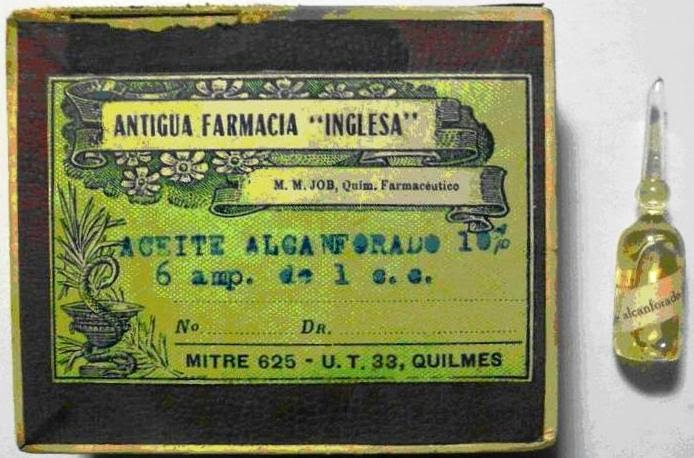 ANTIGUA FARMACIA "INGLESA"
M. M. JOB, Quím. Farmacéutico
ACEITE ALCANFORADO 10%
6 amp. de 1 c.c.
No DR.
MITRE 625 - U. T. 33, QUILMES
alcanforado